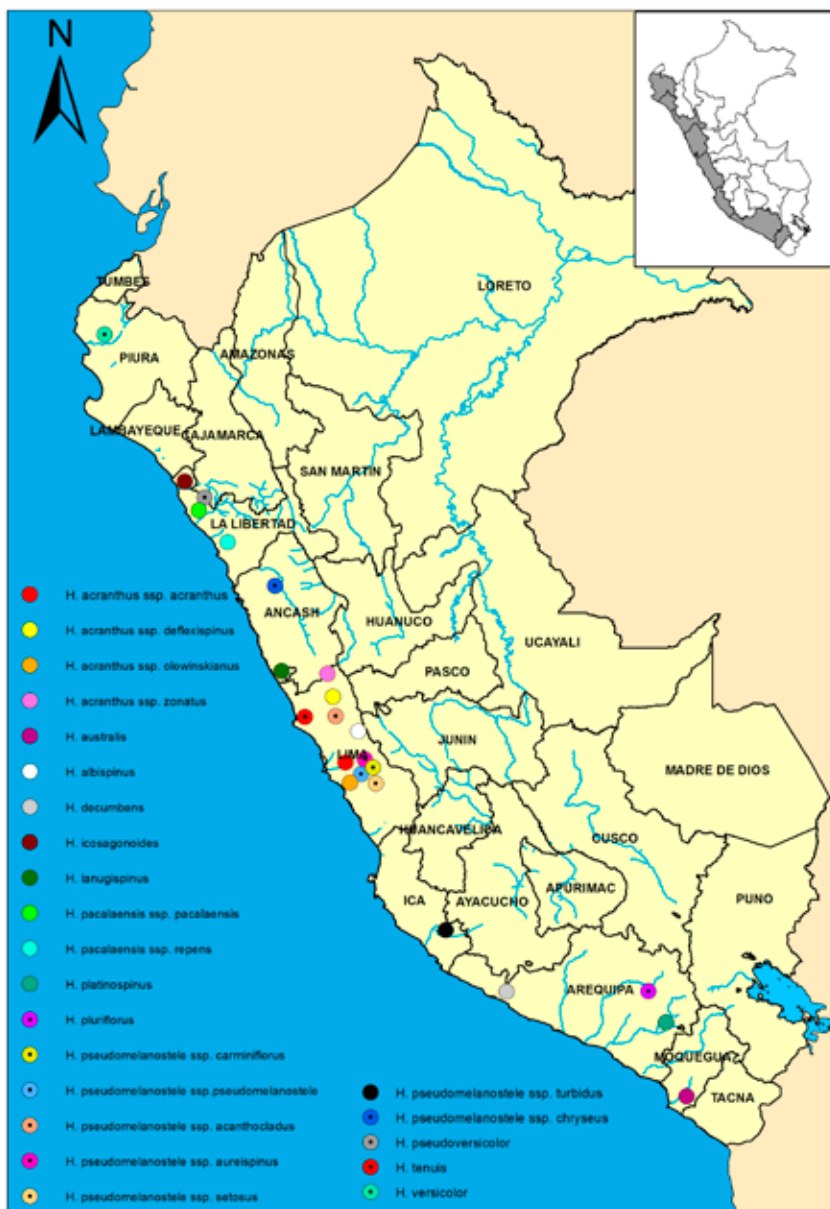 N
TUMBES
LORETO
PIURA
AMAZONAS
LAMBAYEQUE
CAJAMARCA
SAN MARTIN
LA LIBERTAD
ANCASH
HUANUCO
UCAYALI
PASCO
JUNIN
LIMA
MADRE DE DIOS
HUANCAVELICA
CUSCO
ICA
AYACUCHO
APURIMAC
PUNO
AREQUIPA
MOQUEGUA
TACNA
H. acranthus ssp. acranthus
H. acranthus ssp. deflexispinus
H. acranthus ssp. olowinskianus
H. acranthus ssp. zonatus
H. australis
H. albispinus
H. decumbens
H. icosagonoides
H. lanugispinus
H. pacalaensis ssp. pacalaensis
H. pacalaensis ssp. repens
H. platinospinus
H. pluriflorus
H. pseudomelanostele ssp. carminiflorus
H. pseudomelanostele ssp.pseudomelanostele
H. pseudomelanostele ssp. acanthocladus
H. pseudomelanostele ssp. aureispinus
H. pseudomelanostele ssp. setosus
H. pseudomelanostele ssp. turbidus
H. pseudomelanostele ssp. chryseus
H. pseudoversicolor
H. tenuis
H. versicolor